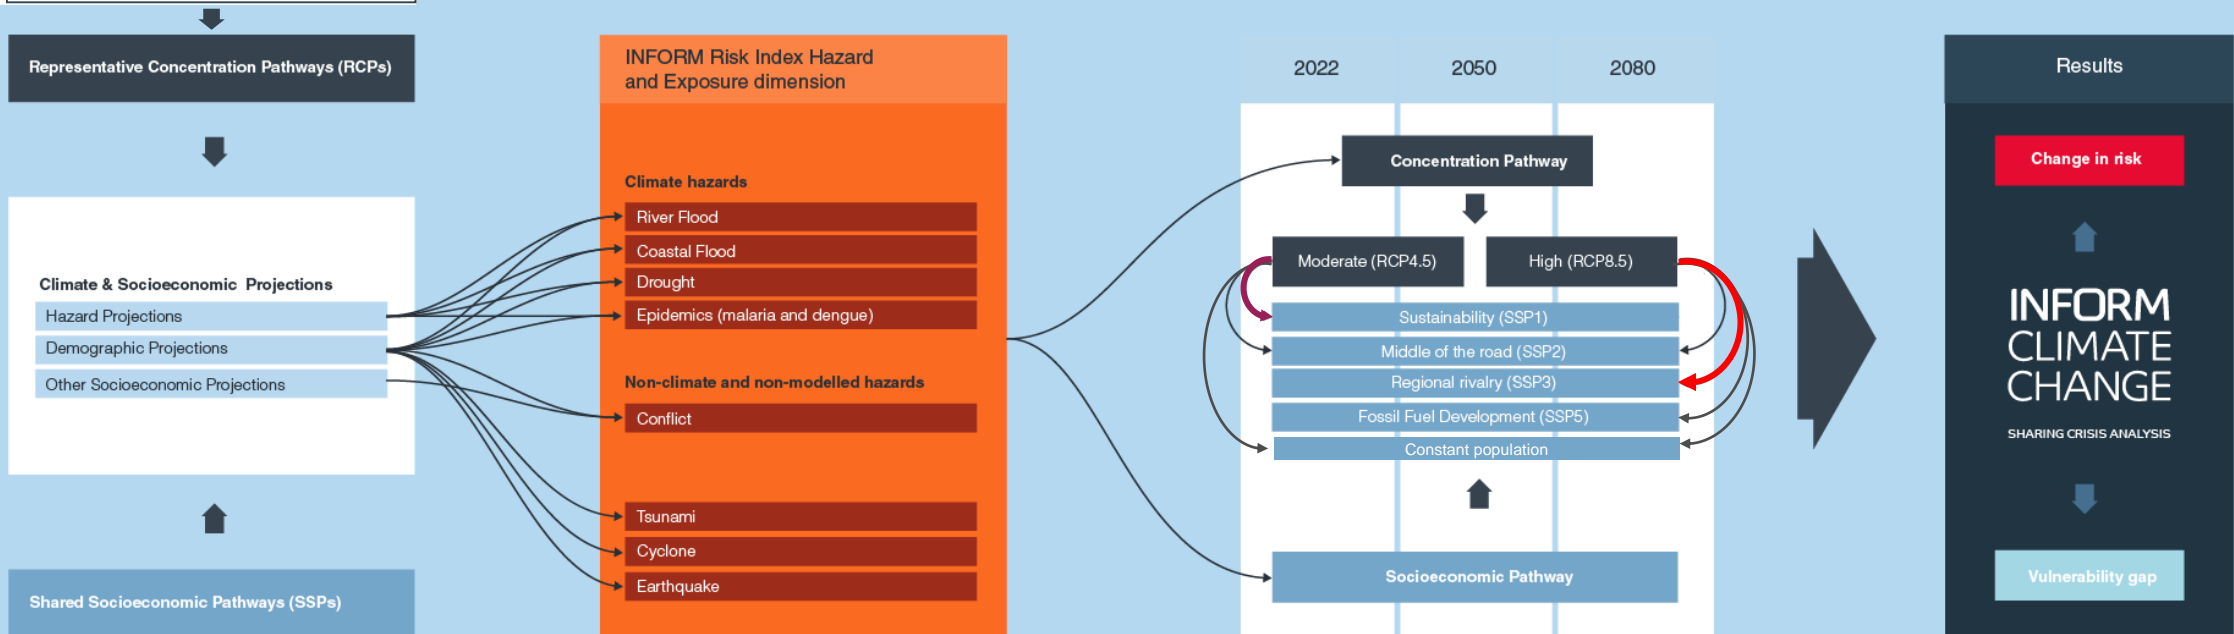 Representative Concentration Pathways (RCPs)
Climate & Socioeconomic Projections
Hazard Projections
Demographic Projections
Other Socioeconomic Projections
Shared Socioeconomic Pathways (SSPs)
INFORM Risk Index Hazard
and Exposure dimension
Climate hazards
River Flood
Coastal Flood
Drought
Epidemics (malaria and dengue)
Non-climate and non-modelled hazards
Conflict
Tsunami
Cyclone
Earthquake
2022
2050
2080
Concentration Pathway
Moderate (RCP4.5)
High (RCP8.5)
Sustainability (SSP1)
Middle of the road (SSP2)
Regional rivalry (SSP3)
Fossil Fuel Development (SSP5)
Constant population
Socioeconomic Pathway
Results
Change in risk
INFORM
CLIMATE
CHANGE
SHARING CRISIS ANALYSIS
Vulnerability gap